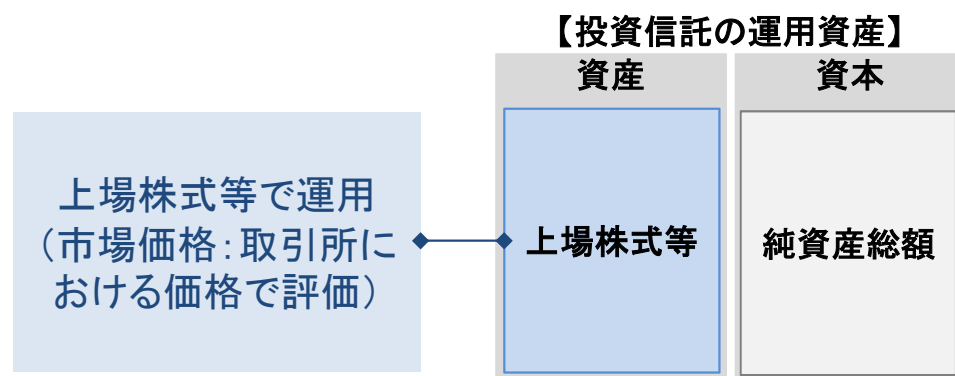 【投資信託の運用資産】
資産
資本
上場株式等で運用
（市場価格：取引所に
おける価格で評価）
上場株式等
純資産総額